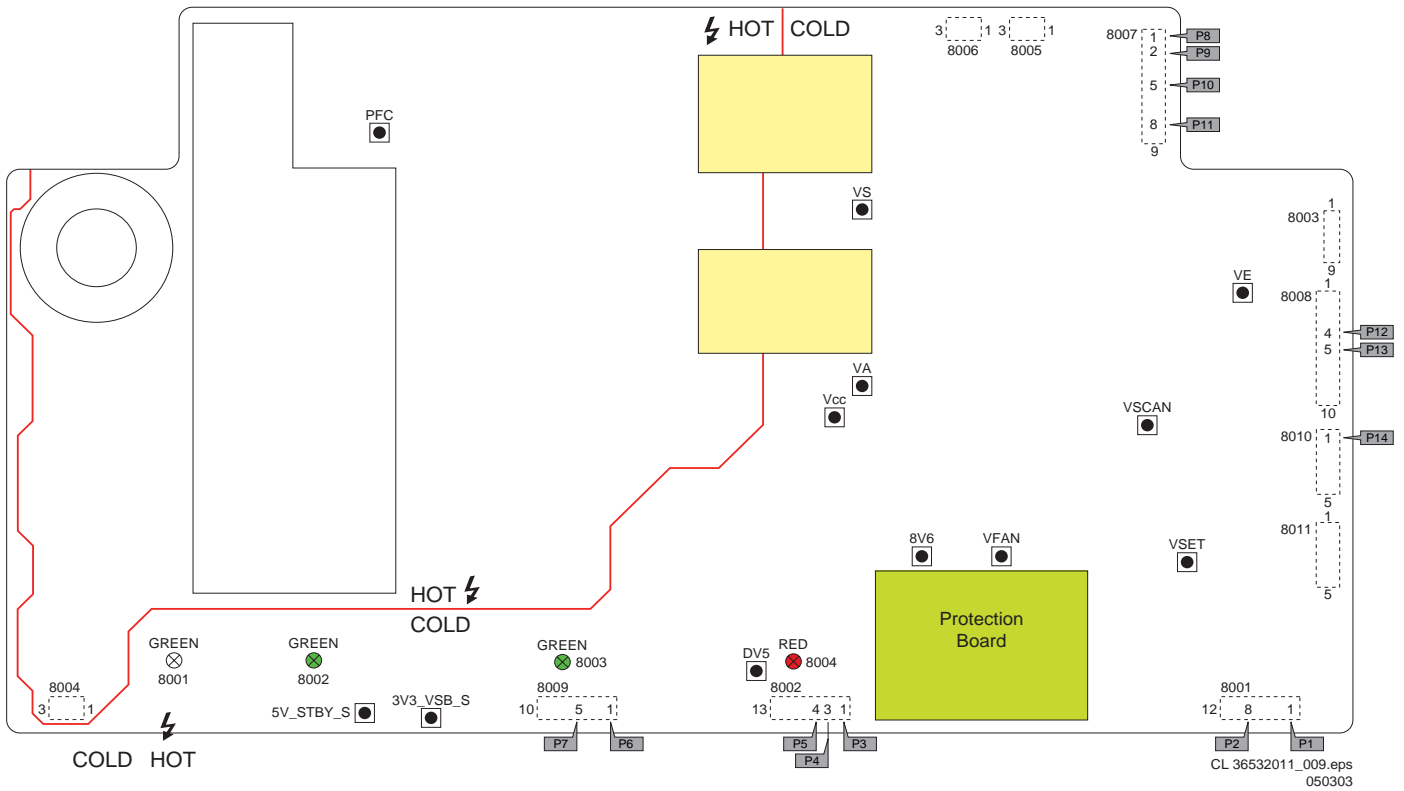 HOT COLD
3 1 3 1
8006 8005
8007 1 P8
2 P9
5 P10
8 P11
9
PFC
VS
1
8003
9
VE
1
8008
4 P12
5 P13
10
VA
Vcc
VSCAN
8010 1 P14
5
1
8011
5
8V6 VFAN
VSET
HOT
COLD
Protection
Board
GREEN
8001
GREEN
8002
GREEN
8003
DV5
RED
8004
8004
3 1
5V_STBY_S
3V3_VSB_S
8009
10 5 1
8002
13 4 3 1
8001
12 8 1
P7 P6
P5 P3
P4
P2 P1
COLD HOT
CL 36532011_009.eps
050303